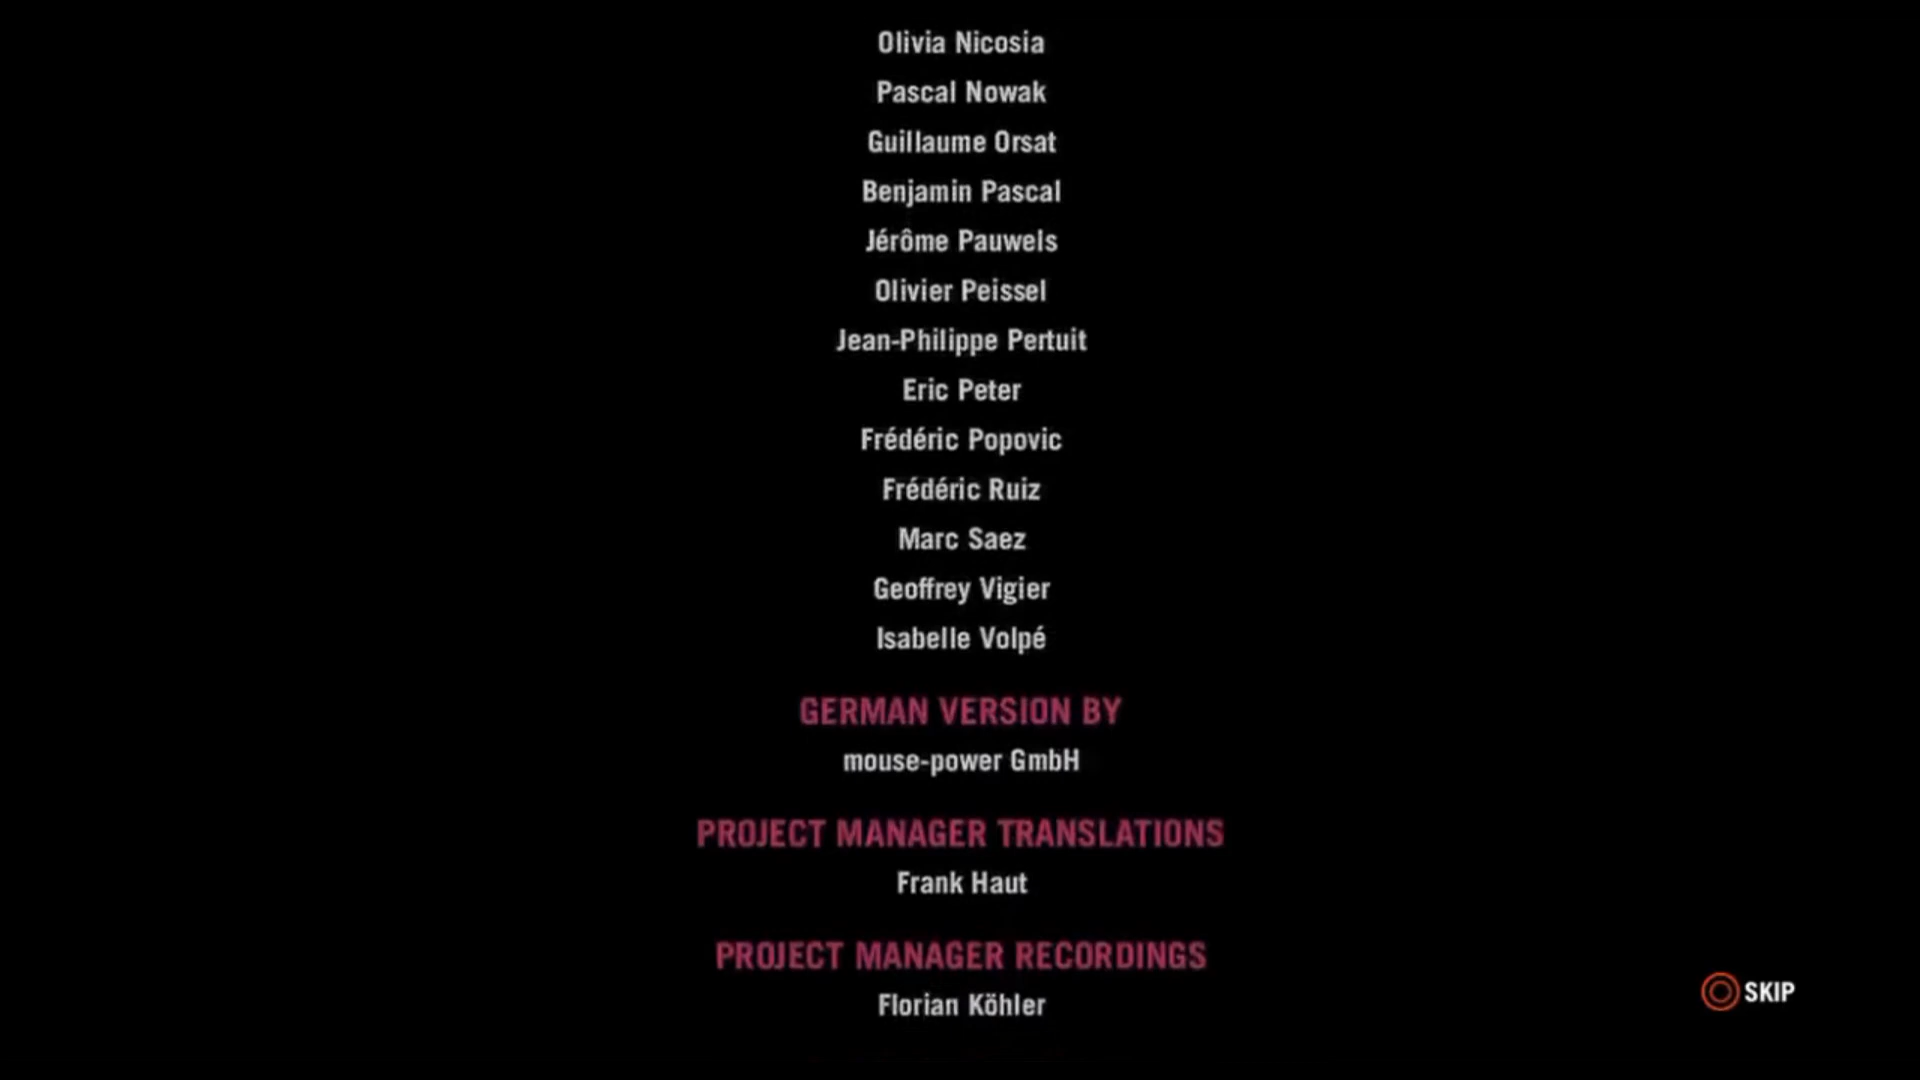 Olivia Nicosia
Pascal Nowak
Guillaume Orsat
Benjamin Pascal
Jérôme Pauwels
Olivier Peissel
Jean-Philippe Pertuit
Eric Peter
Frédéric Popovic
Frédéric Ruiz
Marc Saez
Geoffrey Vigier
Isabelle Volpé
GERMAN VERSION BY
mouse-power GmbH
PROJECT MANAGER TRANSLATIONS
Frank Haut
PROJECT MANAGER RECORDINGS
Florian Köhler
SKIP